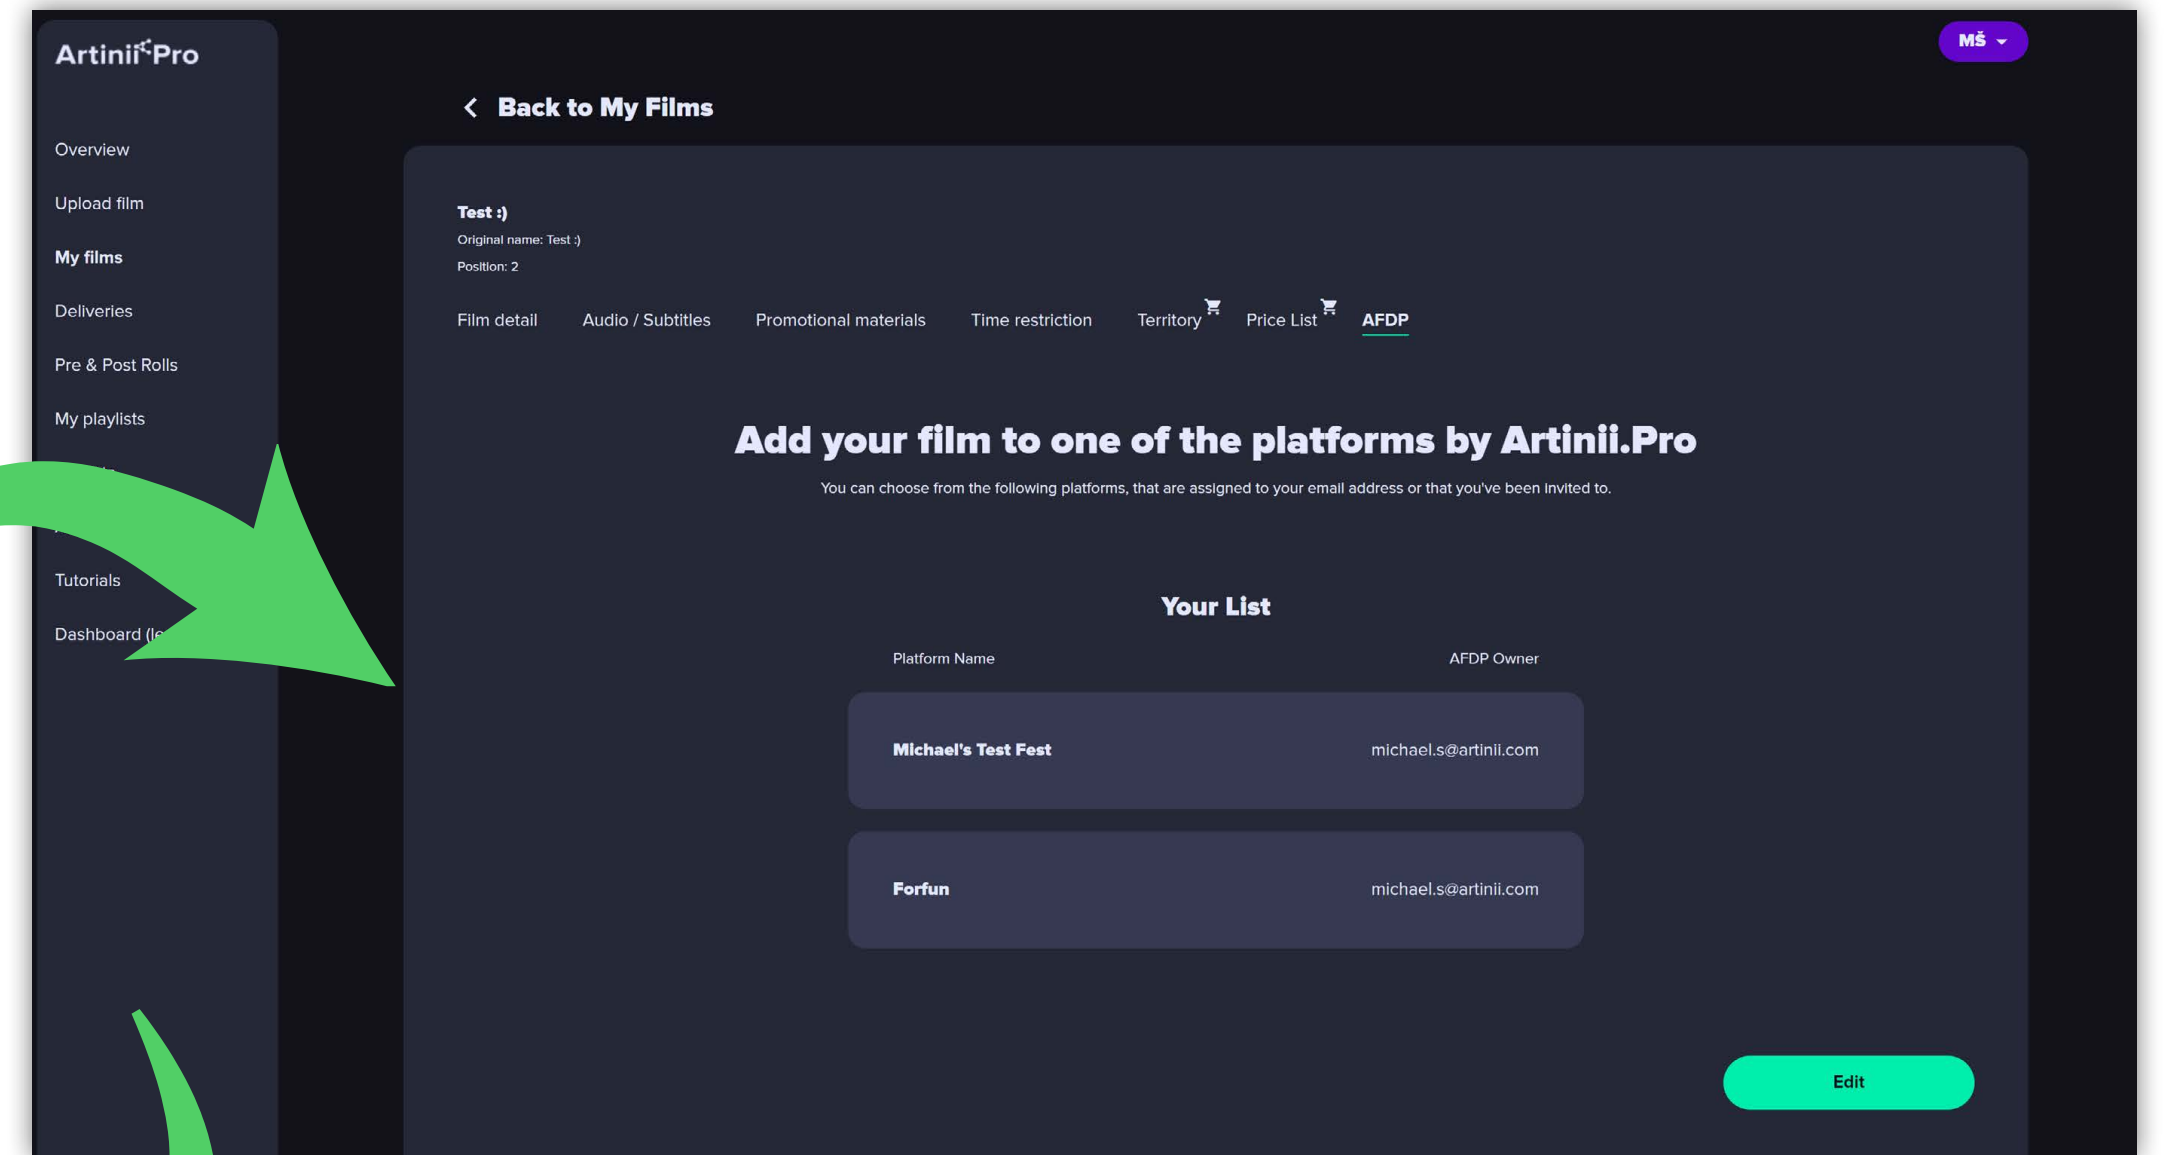 Artinii Pro
MŠ
Back to My Films
Overview
Upload film
My films
Deliveries
Pre & Post Rolls
My playlists
Tutorials
Dashboard
Test :)
Original name: Test :)
Position: 2
Film detail Audio / Subtitles Promotional materials Time restriction Territory Price List AFDP
Add your film to one of the platforms by Artinii.Pro
You can choose from the following platforms, that are assigned to your email address or that you've been invited to.
Your List
Platform Name AFDP Owner
Michael's Test Fest michael.s@artinii.com
Forfun michael.s@artinii.com
Edit